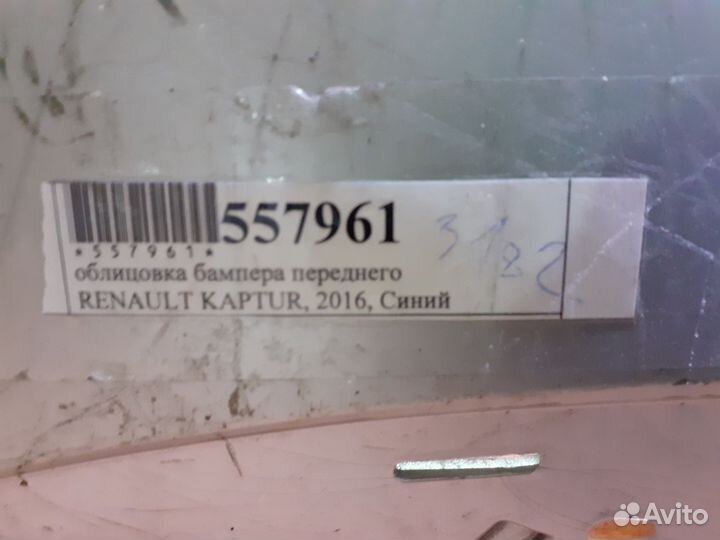 557961
*557961*
облицовка бампера переднего
RENAULT KAPTUR, 2016, Синий
Avito